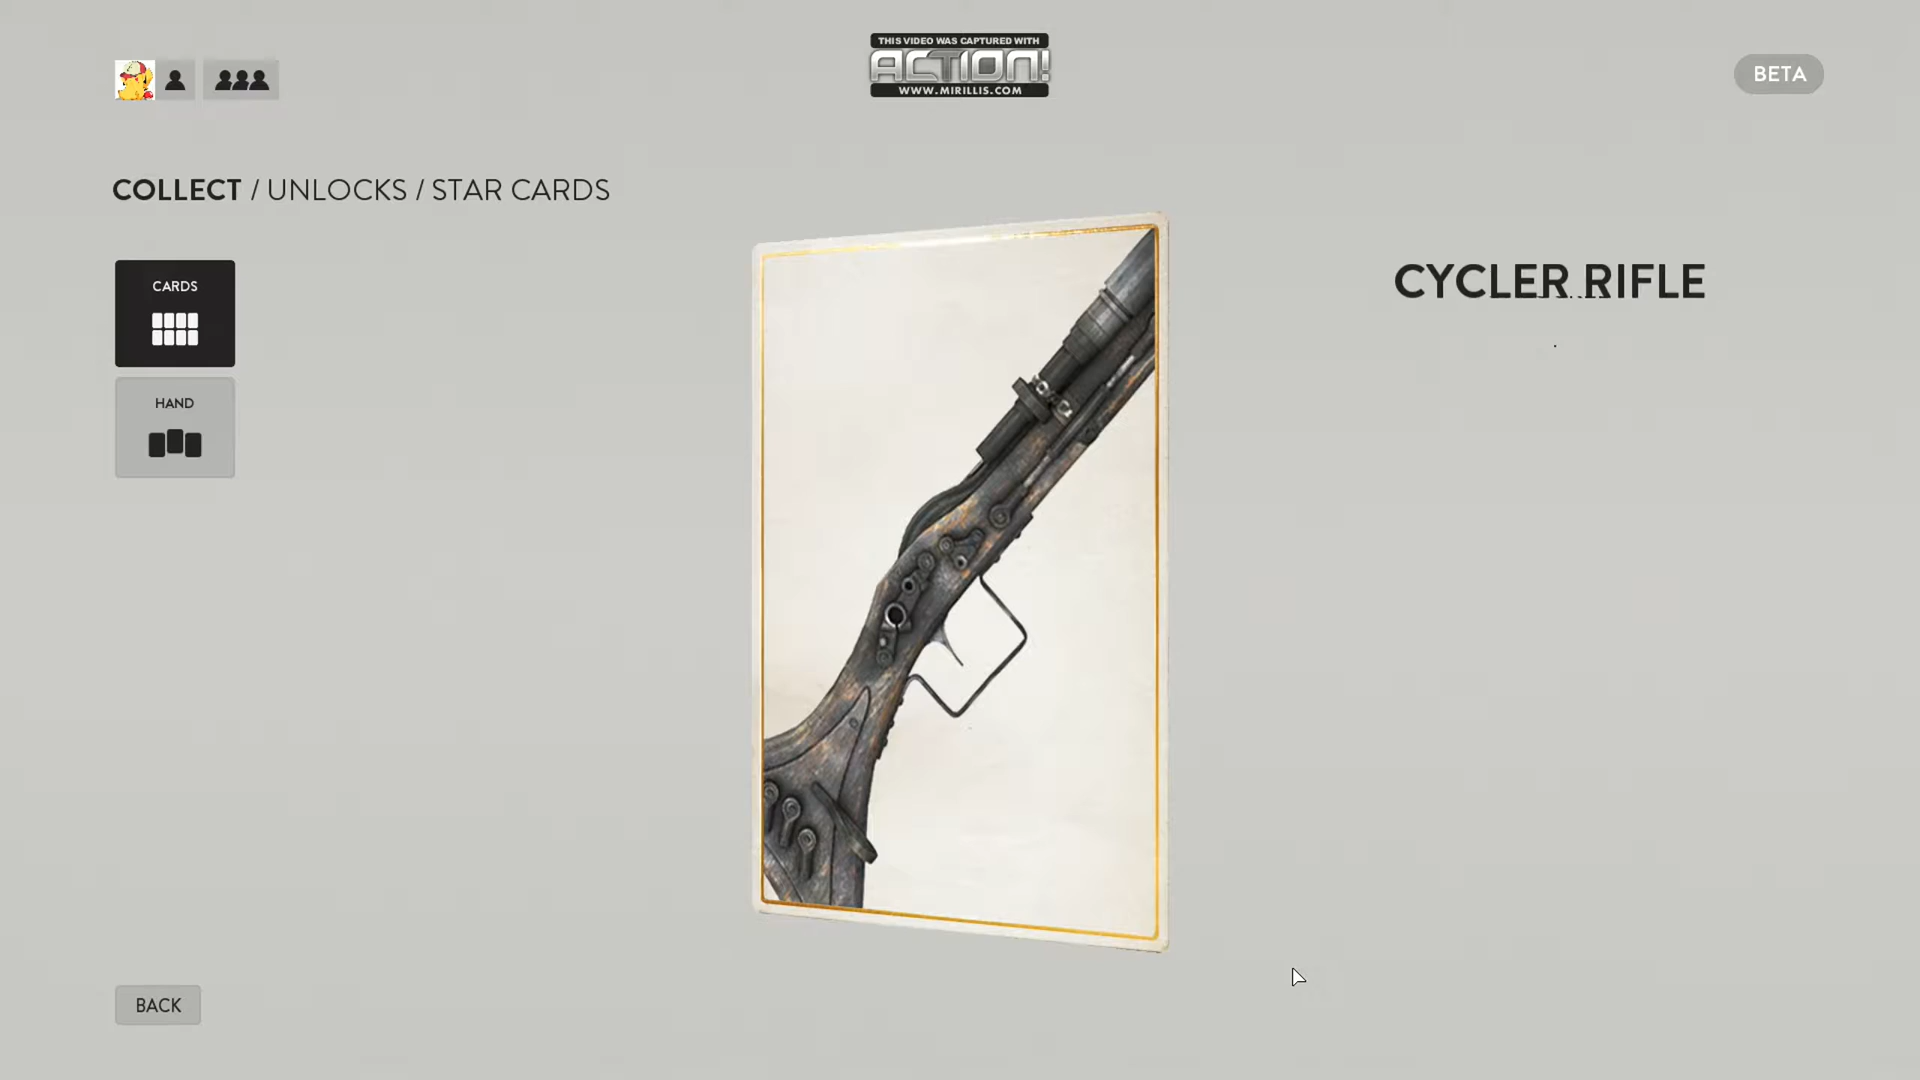 THIS VIDEO WAS CAPTURED WITH
ACTION!
WWW.MIRILLIS.COM
BETA
COLLECT / UNLOCKS / STAR CARDS
CARDS
HAND
CYCLER RIFLE
BACK